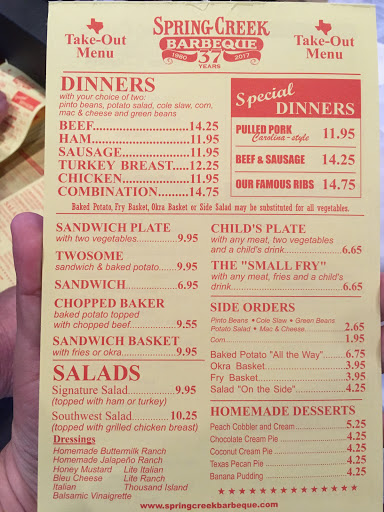 Take-Out
Menu
SPRING CREEK
BARBEQUE
1980 37 2017
YEARS
Take-Out
Menu
DINNERS
with your choice of two:
pinto beans, potato salad, cole slaw, corn,
mac & cheese and green beans
BEEF..............................14.25
HAM...............................11.95
SAUSAGE......................11.95
TURKEY BREAST.....12.25
CHICKEN.....................11.95
COMBINATION..........14.75
Special
DINNERS
PULLED PORK 11.95
Carolina-style
BEEF & SAUSAGE 14.25
OUR FAMOUS RIBS 14.75
Baked Potato, Fry Basket, Okra Basket or Side Salad may be substituted for all vegetables.
SANDWICH PLATE
with two vegetables..........9.95
TWOSOME
sandwich & baked potato..9.95
SANDWICH..............6.95
CHOPPED BAKER
baked potato topped
with chopped beef............9.55
SANDWICH BASKET
with fries or okra...............9.95
SALADS
Signature Salad...........9.95
(topped with ham or turkey)
Southwest Salad........10.25
(topped with grilled chicken breast)
Dressings
Homemade Buttermilk Ranch
Homemade Jalapeño Ranch
Honey Mustard Lite Italian
Bleu Cheese Lite Ranch
Italian Thousand Island
Balsamic Vinaigrette
CHILD'S PLATE
with any meat, two vegetables
and a child's drink...................6.65
THE "SMALL FRY"
with any meat, fries and a child's
drink.......................................6.65
SIDE ORDERS
Pinto Beans • Cole Slaw • Green Beans
Potato Salad • Mac & Cheese..........2.65
Corn...............................................1.95
Baked Potato "All the Way"......6.75
Okra Basket............................3.95
Fry Basket..............................3.95
Salad "On the Side"................4.25
HOMEMADE DESSERTS
Peach Cobbler and Cream..............5.25
Chocolate Cream Pie.....................4.25
Coconut Cream Pie........................4.25
Texas Pecan Pie............................4.25
Banana Pudding.............................4.25
www.springcreekbarbeque.com